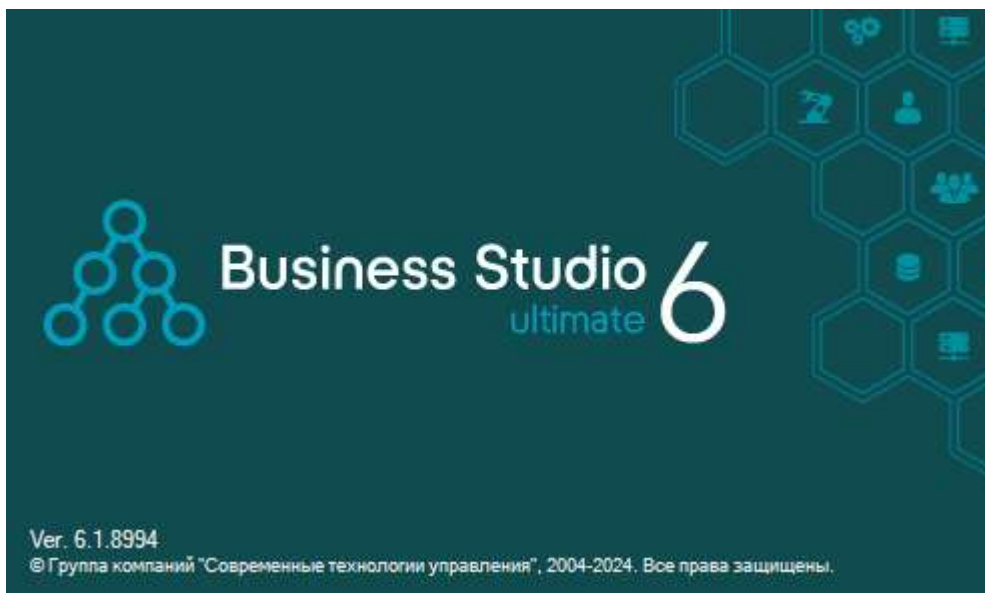 Business Studio 6
ultimate
Ver. 6.1.8994
© Группа компаний "Современные технологии управления", 2004-2024. Все права защищены.